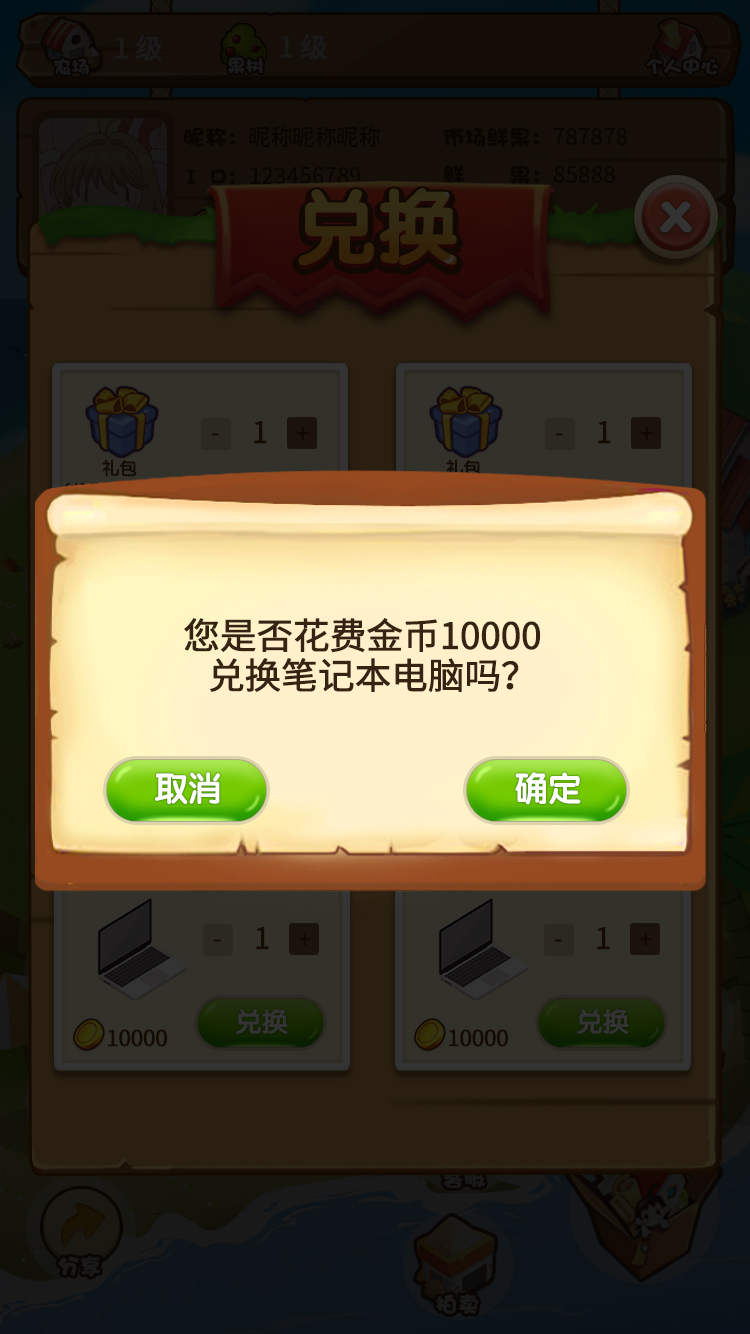 1级 1级
农场 果树 个人中心
昵称：昵称昵称昵称 市场鲜果：787878
ID：123456789 鲜 果：85888
兑换
- 1 + - 1 +
礼包 礼包
您是否花费金币10000
兑换笔记本电脑吗？
取消 确定
- 1 + - 1 +
兑换 兑换
10000 10000
分享
拍卖